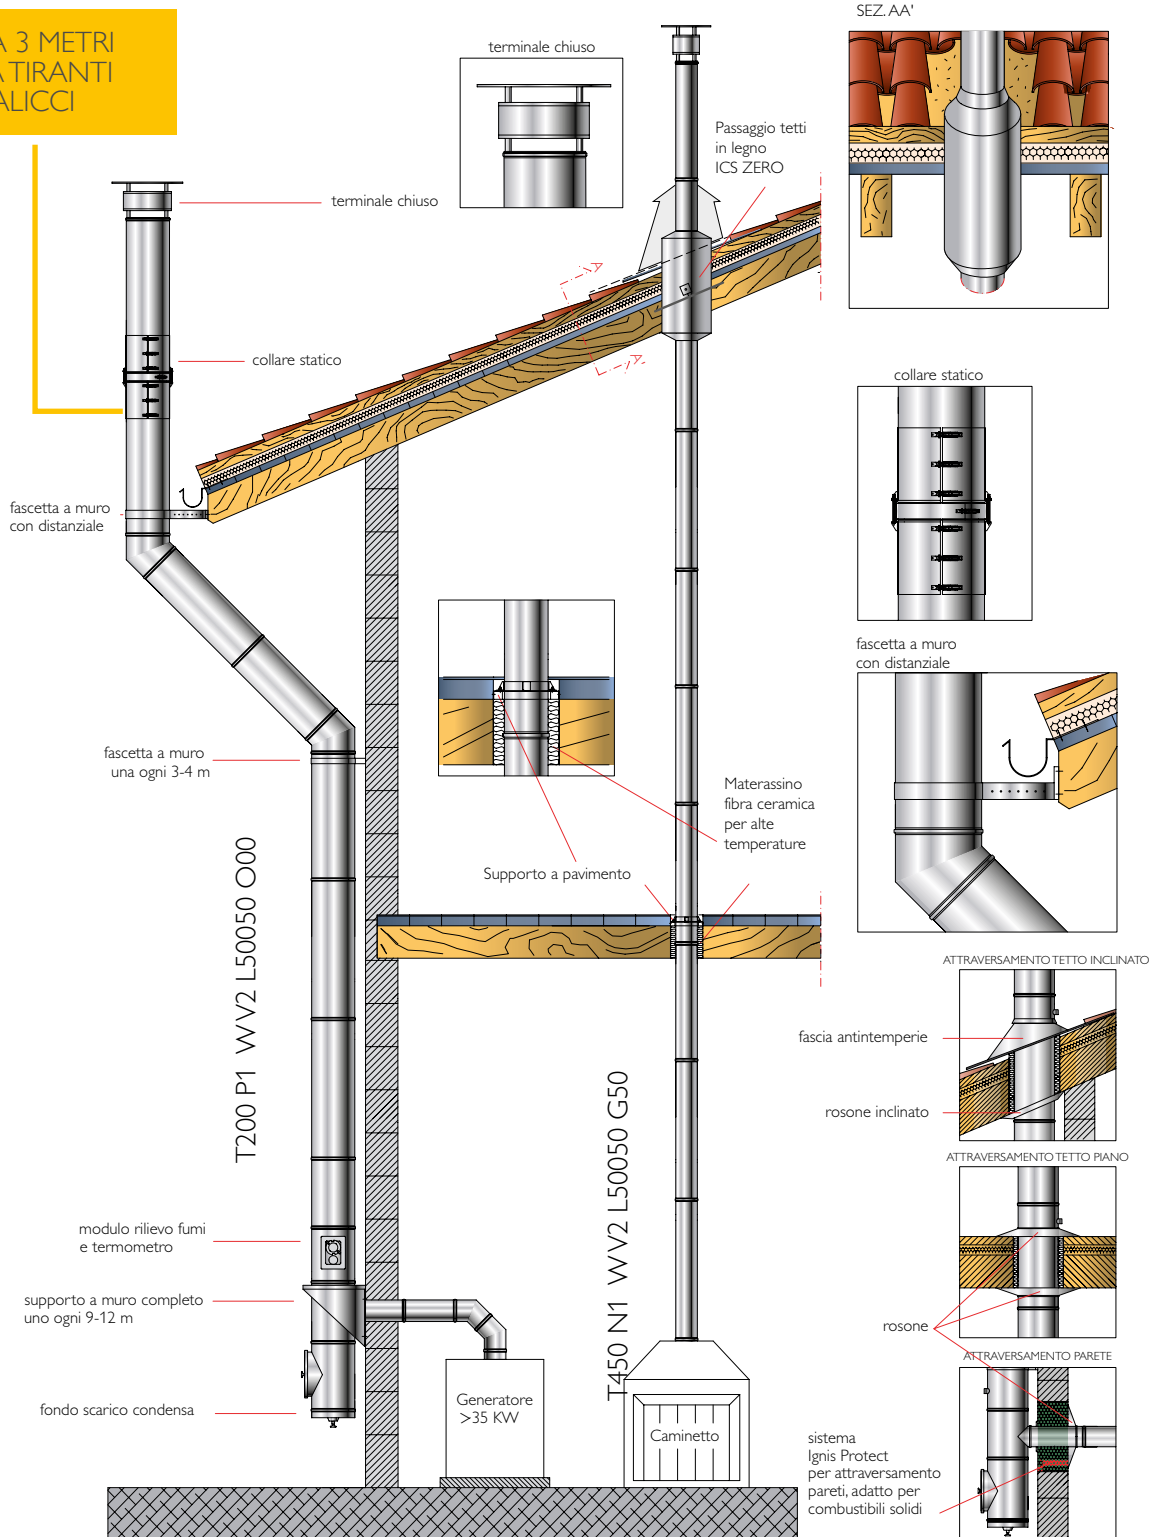 SEZ. AA'
A 3 METRI
A TIRANTI
ALICCI
terminale chiuso
Passaggio tetti
in legno
ICS ZERO
terminale chiuso
A
A'
collare statico
collare statico
fascetta a muro
con distanziale
fascetta a muro
con distanziale
fascetta a muro
una ogni 3-4 m
Materassino
fibra ceramica
per alte
temperature
Supporto a pavimento
T200 P1 WV2 L50050 O00
T450 N1 WV2 L50050 G50
ATTRAVERSAMENTO TETTO INCLINATO
fascia antintemperie
rosone inclinato
ATTRAVERSAMENTO TETTO PIANO
modulo rilievo fumi
e termometro
supporto a muro completo
uno ogni 9-12 m
rosone
ATTRAVERSAMENTO PARETE
fondo scarico condensa
Generatore
>35 KW
Caminetto
sistema
Ignis Protect
per attraversamento
pareti, adatto per
combustibili solidi